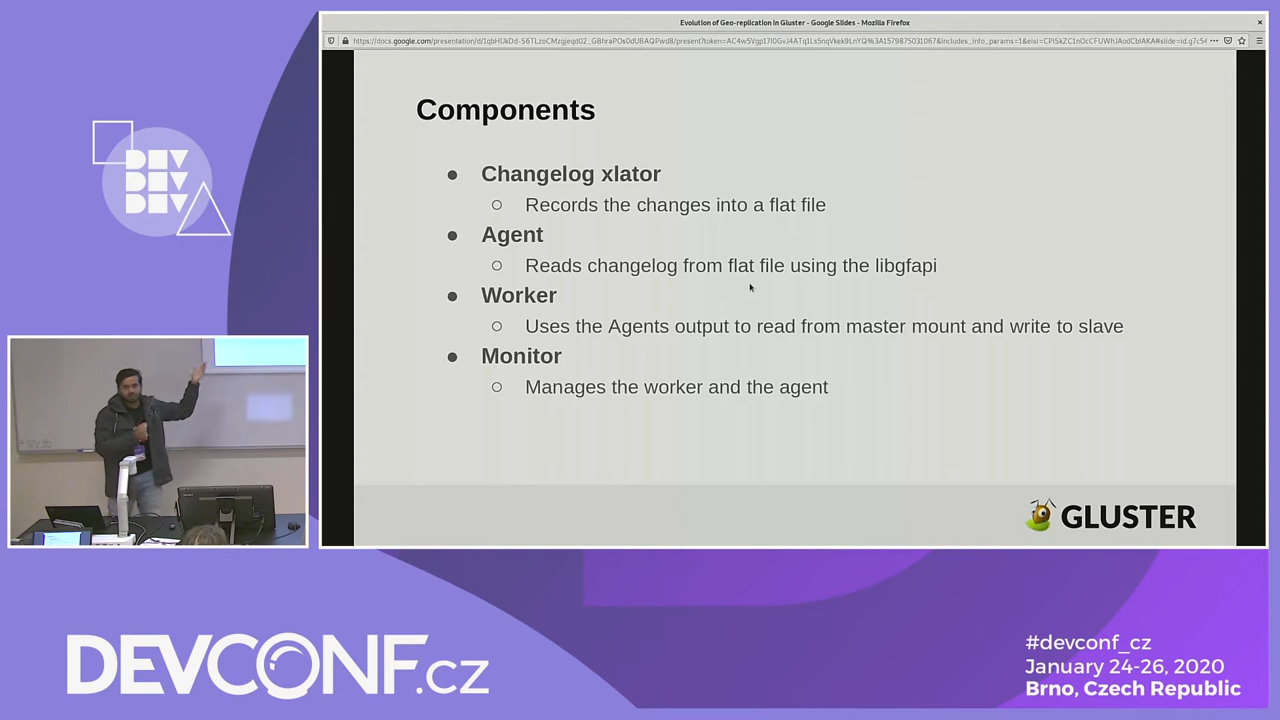 Evolution of Geo-replication in Gluster - Google Slides - Mozilla Firefox
Components
Changelog xlator
Records the changes into a flat file
Agent
Reads changelog from flat file using the libgfapi
Worker
Uses the Agents output to read from master mount and write to slave
Monitor
Manages the worker and the agent
GLUSTER
DEV
DEV
DEV
DEVCONF.cz
#devconf_cz
January 24-26, 2020
Brno, Czech Republic